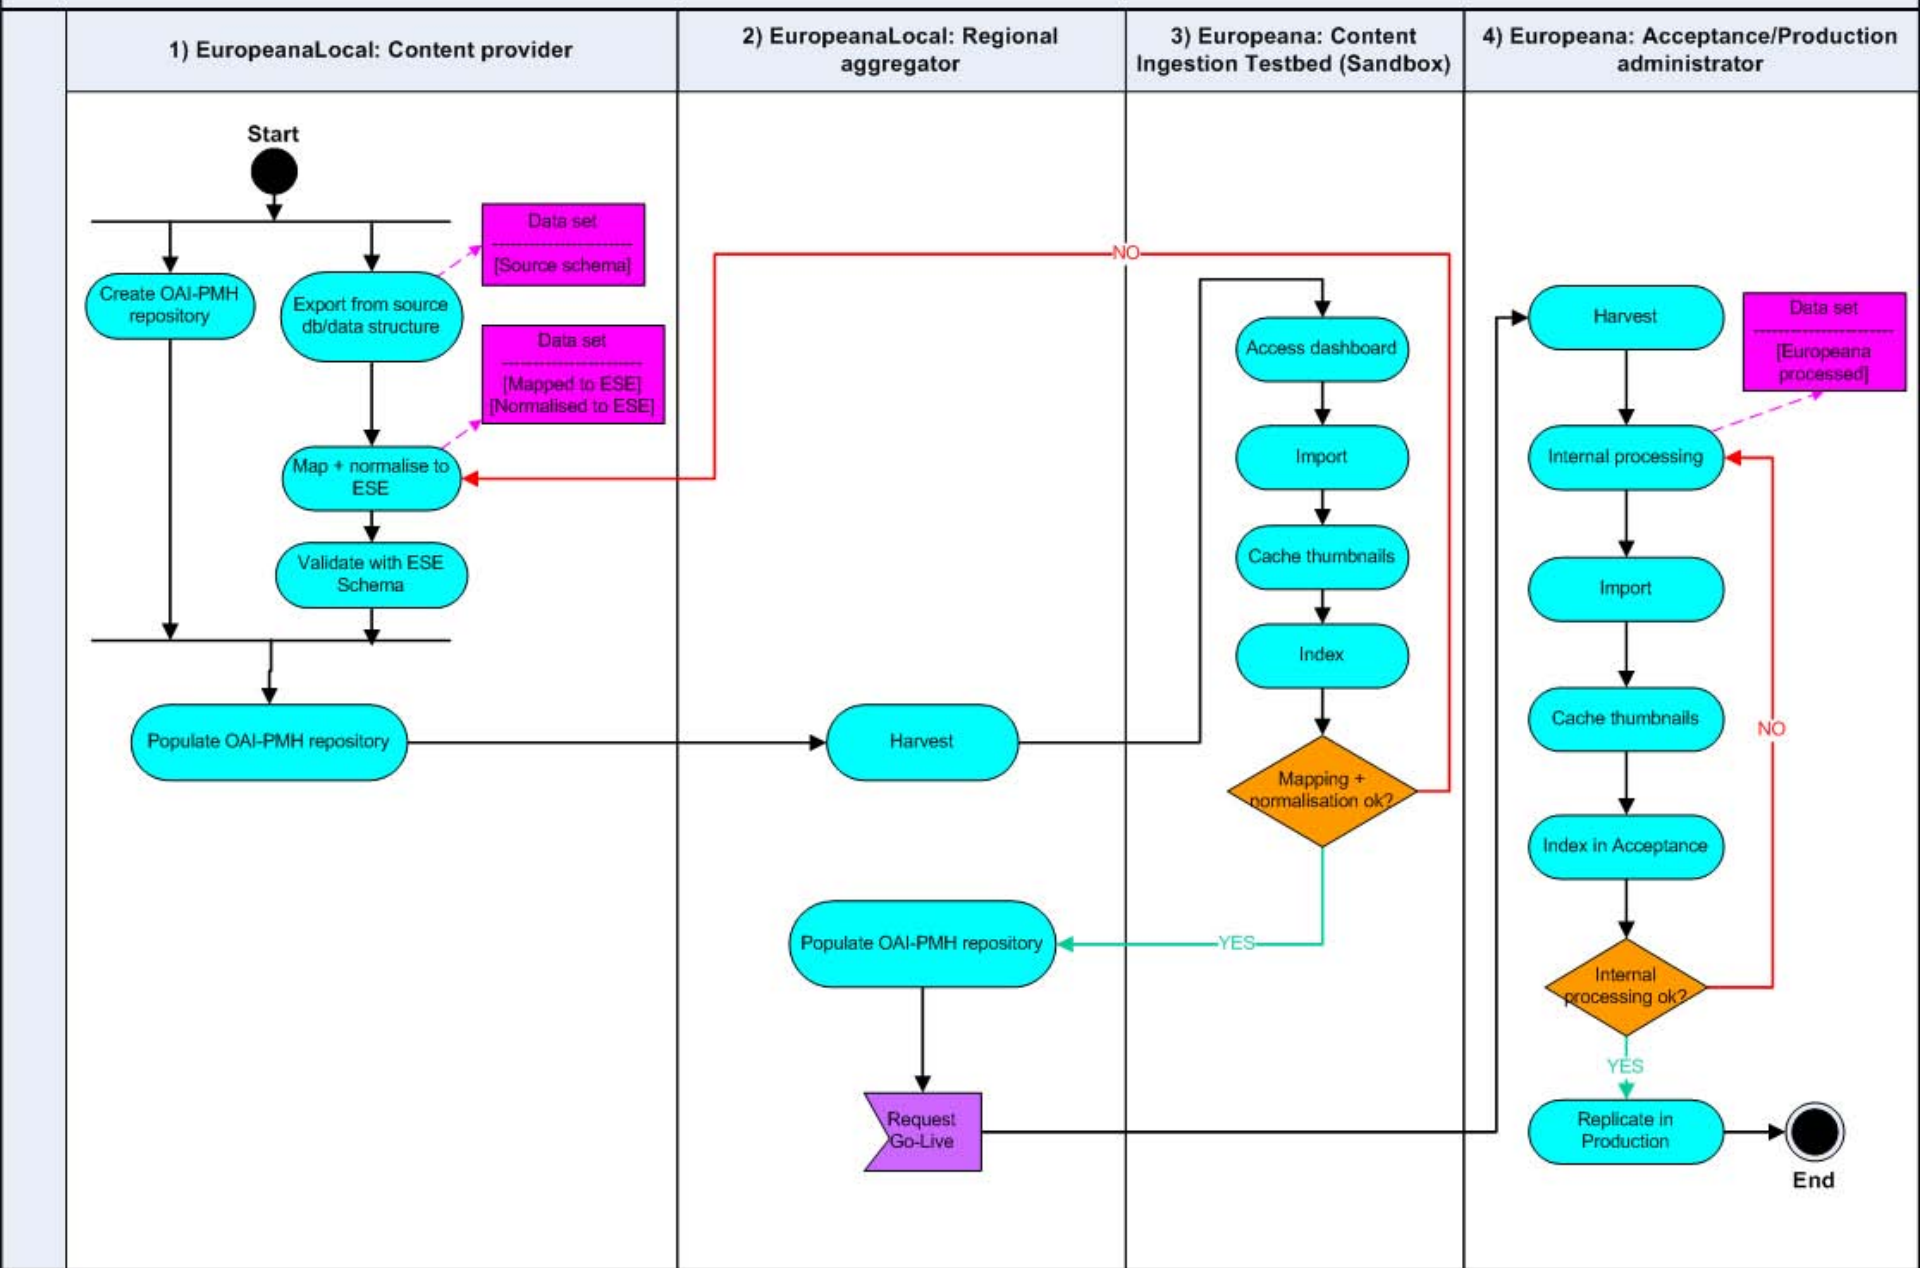 1) EuropeanaLocal: Content provider
2) EuropeanaLocal: Regional
aggregator
3) Europeana: Content
Ingestion Testbed (Sandbox)
4) Europeana: Acceptance/Production
administrator
Start
Data set
[Source schema]
Create OAI-PMH
repository
Export from source
db/data structure
Data set
[Mapped to ESE]
[Normalised to ESE]
Map + normalise to
ESE
Validate with ESE
Schema
Populate OAI-PMH repository
Harvest
Populate OAI-PMH repository
Request
Go-Live
NO
Access dashboard
Import
Cache thumbnails
Index
Mapping +
normalisation ok?
YES
Harvest
Data set
[Europeana
processed]
Internal processing
Import
Cache thumbnails
NO
Index in Acceptance
Internal
processing ok?
YES
Replicate in
Production
End